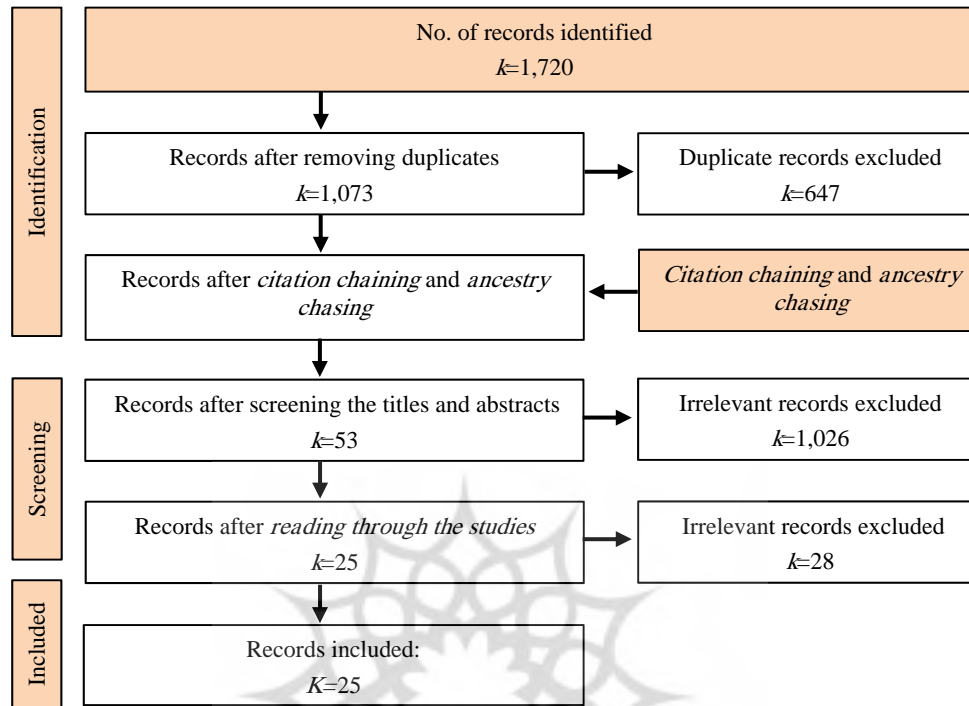 Identification
No. of records identified
k=1,720
Records after removing duplicates
k=1,073
Duplicate records excluded
k=647
Records after citation chaining and ancestry
chasing
Citation chaining and ancestry
chasing
Screening
Records after screening the titles and abstracts
k=53
Irrelevant records excluded
k=1,026
Records after reading through the studies
k=25
Irrelevant records excluded
k=28
Included
Records included:
K=25